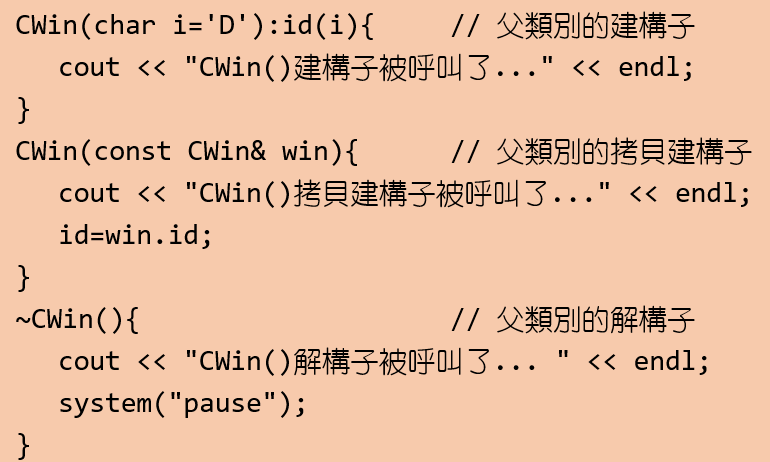 CWin(char i='D'):id(i){     // 父類別的建構子
   cout << "CWin()建構子被呼叫了..." << endl;
}
CWin(const CWin& win){      // 父類別的拷貝建構子
   cout << "CWin()拷貝建構子被呼叫了..." << endl;
   id=win.id;
}
~CWin(){                    // 父類別的解構子
   cout << "CWin()解構子被呼叫了... " << endl;
   system("pause");
}